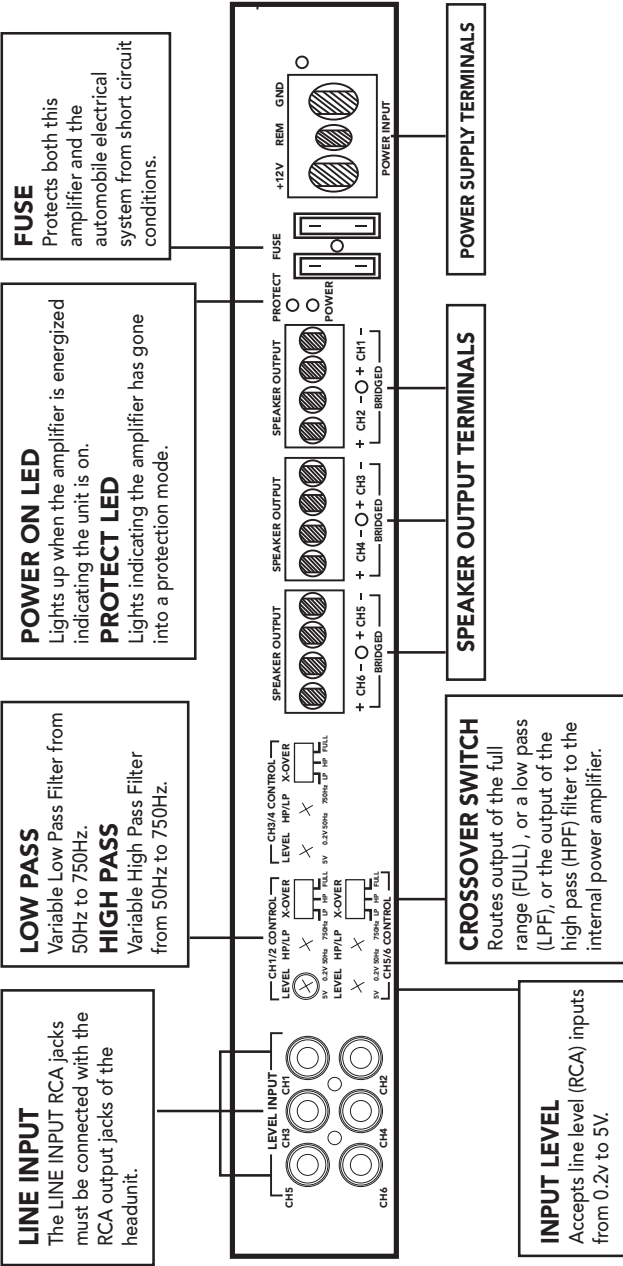 LINE INPUT
The LINE INPUT RCA jacks
must be connected with the
RCA output jacks of the
headunit.
LOW PASS
Variable Low Pass Filter from
50Hz to 750Hz.
HIGH PASS
Variable High Pass Filter
from 50Hz to 750Hz.
POWER ON LED
Lights up when the amplifier is energized
indicating the unit is on.
PROTECT LED
Lights indicating the amplifier has gone
into a protection mode.
FUSE
Protects both this
amplifier and the
automobile electrical
system from short circuit
conditions.
LEVEL INPUT
CH5
CH3
CH1
CH6
CH4
CH2
CH1/2 CONTROL
LEVEL HP/LP X-OVER
5V 0.2V 50Hz 750Hz LP HP FULL
LEVEL HP/LP X-OVER
5V 0.2V 50Hz 750Hz LP HP FULL
CH5/6 CONTROL
CH3/4 CONTROL
LEVEL HP/LP X-OVER
5V 0.2V 50Hz 750Hz LP HP FULL
SPEAKER OUTPUT
+ CH6 - + CH5 -
BRIDGED
SPEAKER OUTPUT
+ CH4 - + CH3 -
BRIDGED
SPEAKER OUTPUT
+ CH2 - + CH1 -
BRIDGED
PROTECT
POWER
FUSE
+12V REM GND
POWER INPUT
INPUT LEVEL
Accepts line level (RCA) inputs
from 0.2v to 5V.
CROSSOVER SWITCH
Routes output of the full
range (FULL) , or a low pass
(LPF), or the output of the
high pass (HPF) filter to the
internal power amplifier.
SPEAKER OUTPUT TERMINALS
POWER SUPPLY TERMINALS